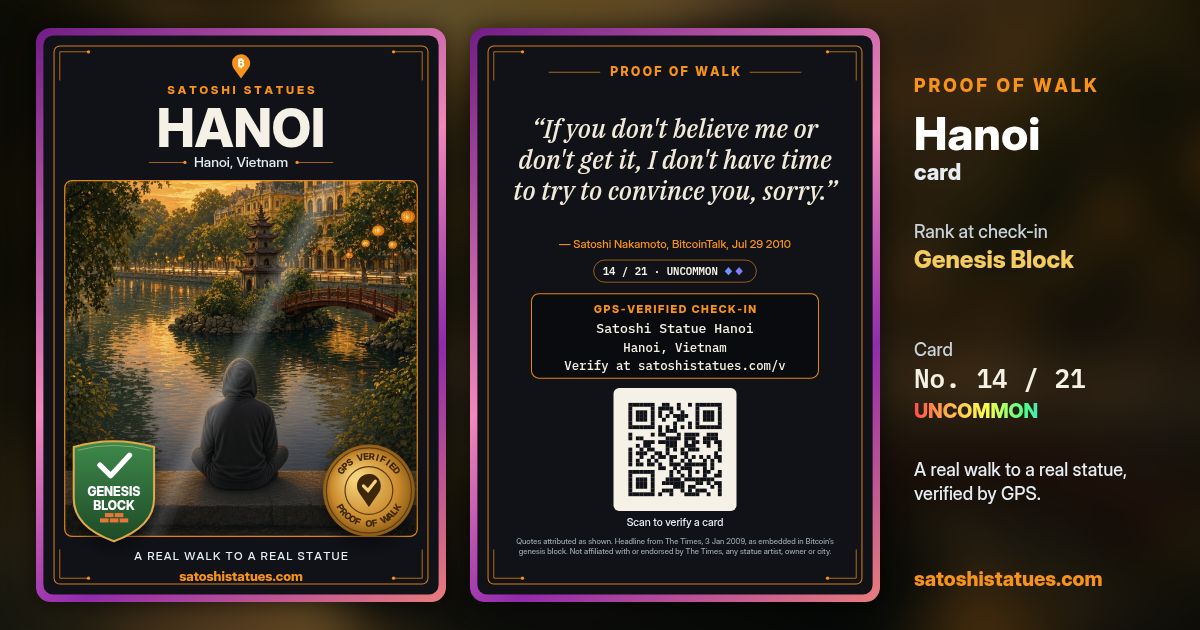 SATOSHI STATUES
HANOI
Hanoi, Vietnam
GENESIS
BLOCK
GPS VERIFIED
PROOF OF WALK
A REAL WALK TO A REAL STATUE
satoshistatues.com
PROOF OF WALK
“If you don't believe me or
don't get it, I don't have time
to try to convince you, sorry.”
— Satoshi Nakamoto, BitcoinTalk, Jul 29 2010
14 / 21 · UNCOMMON
GPS-VERIFIED CHECK-IN
Satoshi Statue Hanoi
Hanoi, Vietnam
Verify at satoshistatues.com/v
Scan to verify a card
Quotes attributed as shown. Headline from The Times, 3 Jan 2009, as embedded in Bitcoin's
genesis block. Not affiliated with or endorsed by The Times, any statue artist, owner or city.
PROOF OF WALK
Hanoi
card
Rank at check-in
Genesis Block
Card
No. 14 / 21
UNCOMMON
A real walk to a real statue,
verified by GPS.
satoshistatues.com